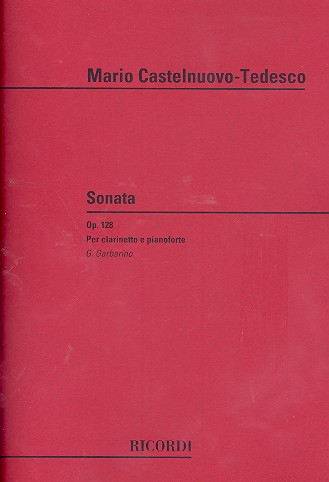 Mario Castelnuovo-Tedesco
Sonata
Op. 128
Per clarinetto e pianoforte
G. Garbarino
RICORDI